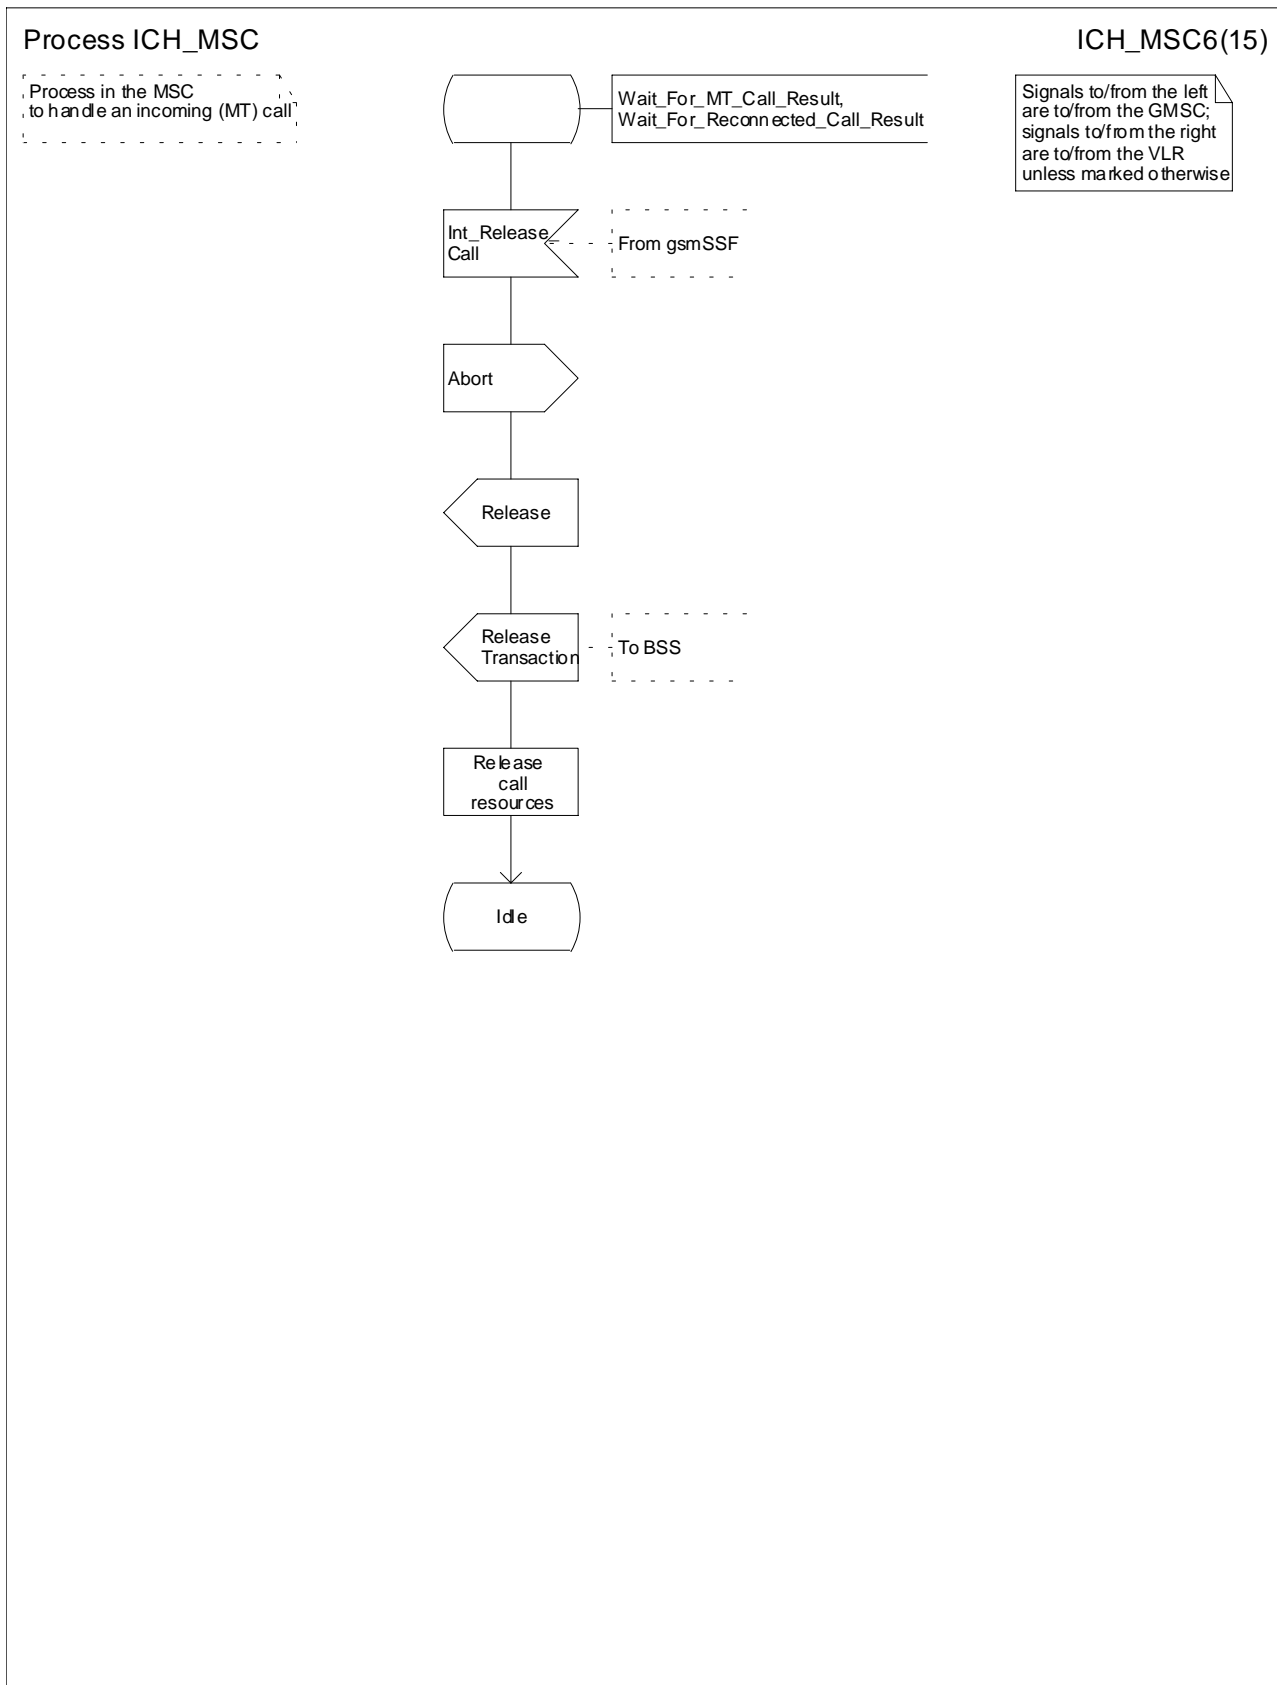 Process ICH_MSC
ICH_MSC6(15)
Process in the MSC
to handle an incoming (MT) call
Wait_For_MT_Call_Result,
Wait_For_Reconnected_Call_Result
Signals to/from the left
are to/from the GMSC;
signals to/from the right
are to/from the VLR
unless marked otherwise
Int_Release_
Call
From gsmSSF
Abort
Release
Release
Transaction
To BSS
Release
call
resources
Idle